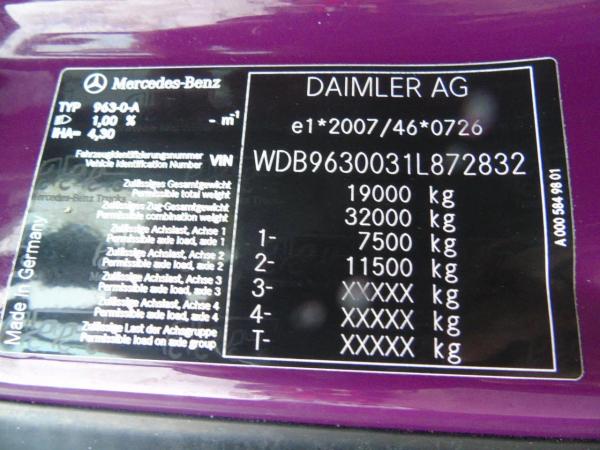 Mercedes-Benz
TYP 963-0-A
1,00 % - m-¹
IHA= 4,30
Fahrzeugidentifizierungsnummer
Vehicle Identification Number VIN
Zulässiges Gesamtgewicht
Permissible total weight
Zulässiges Zug-Gesamtgewicht
Permissible combination weight
Zulässige Achslast, Achse 1
Permissible axle load, axle 1
Zulässige Achslast, Achse 2
Permissible axle load, axle 2
Zulässige Achslast, Achse 3
Permissible axle load, axle 3
Zulässige Achslast, Achse 4
Permissible axle load, axle 4
Zulässige Last der Achsgruppe
Permissible load on axle group
Made in Germany
DAIMLER AG
e1*2007/46*0726
WDB9630031L872832
19000 kg
32000 kg
1- 7500 kg
2- 11500 kg
3- XXXXX kg
4- XXXXX kg
T- XXXXX kg
A 000 584 98 01